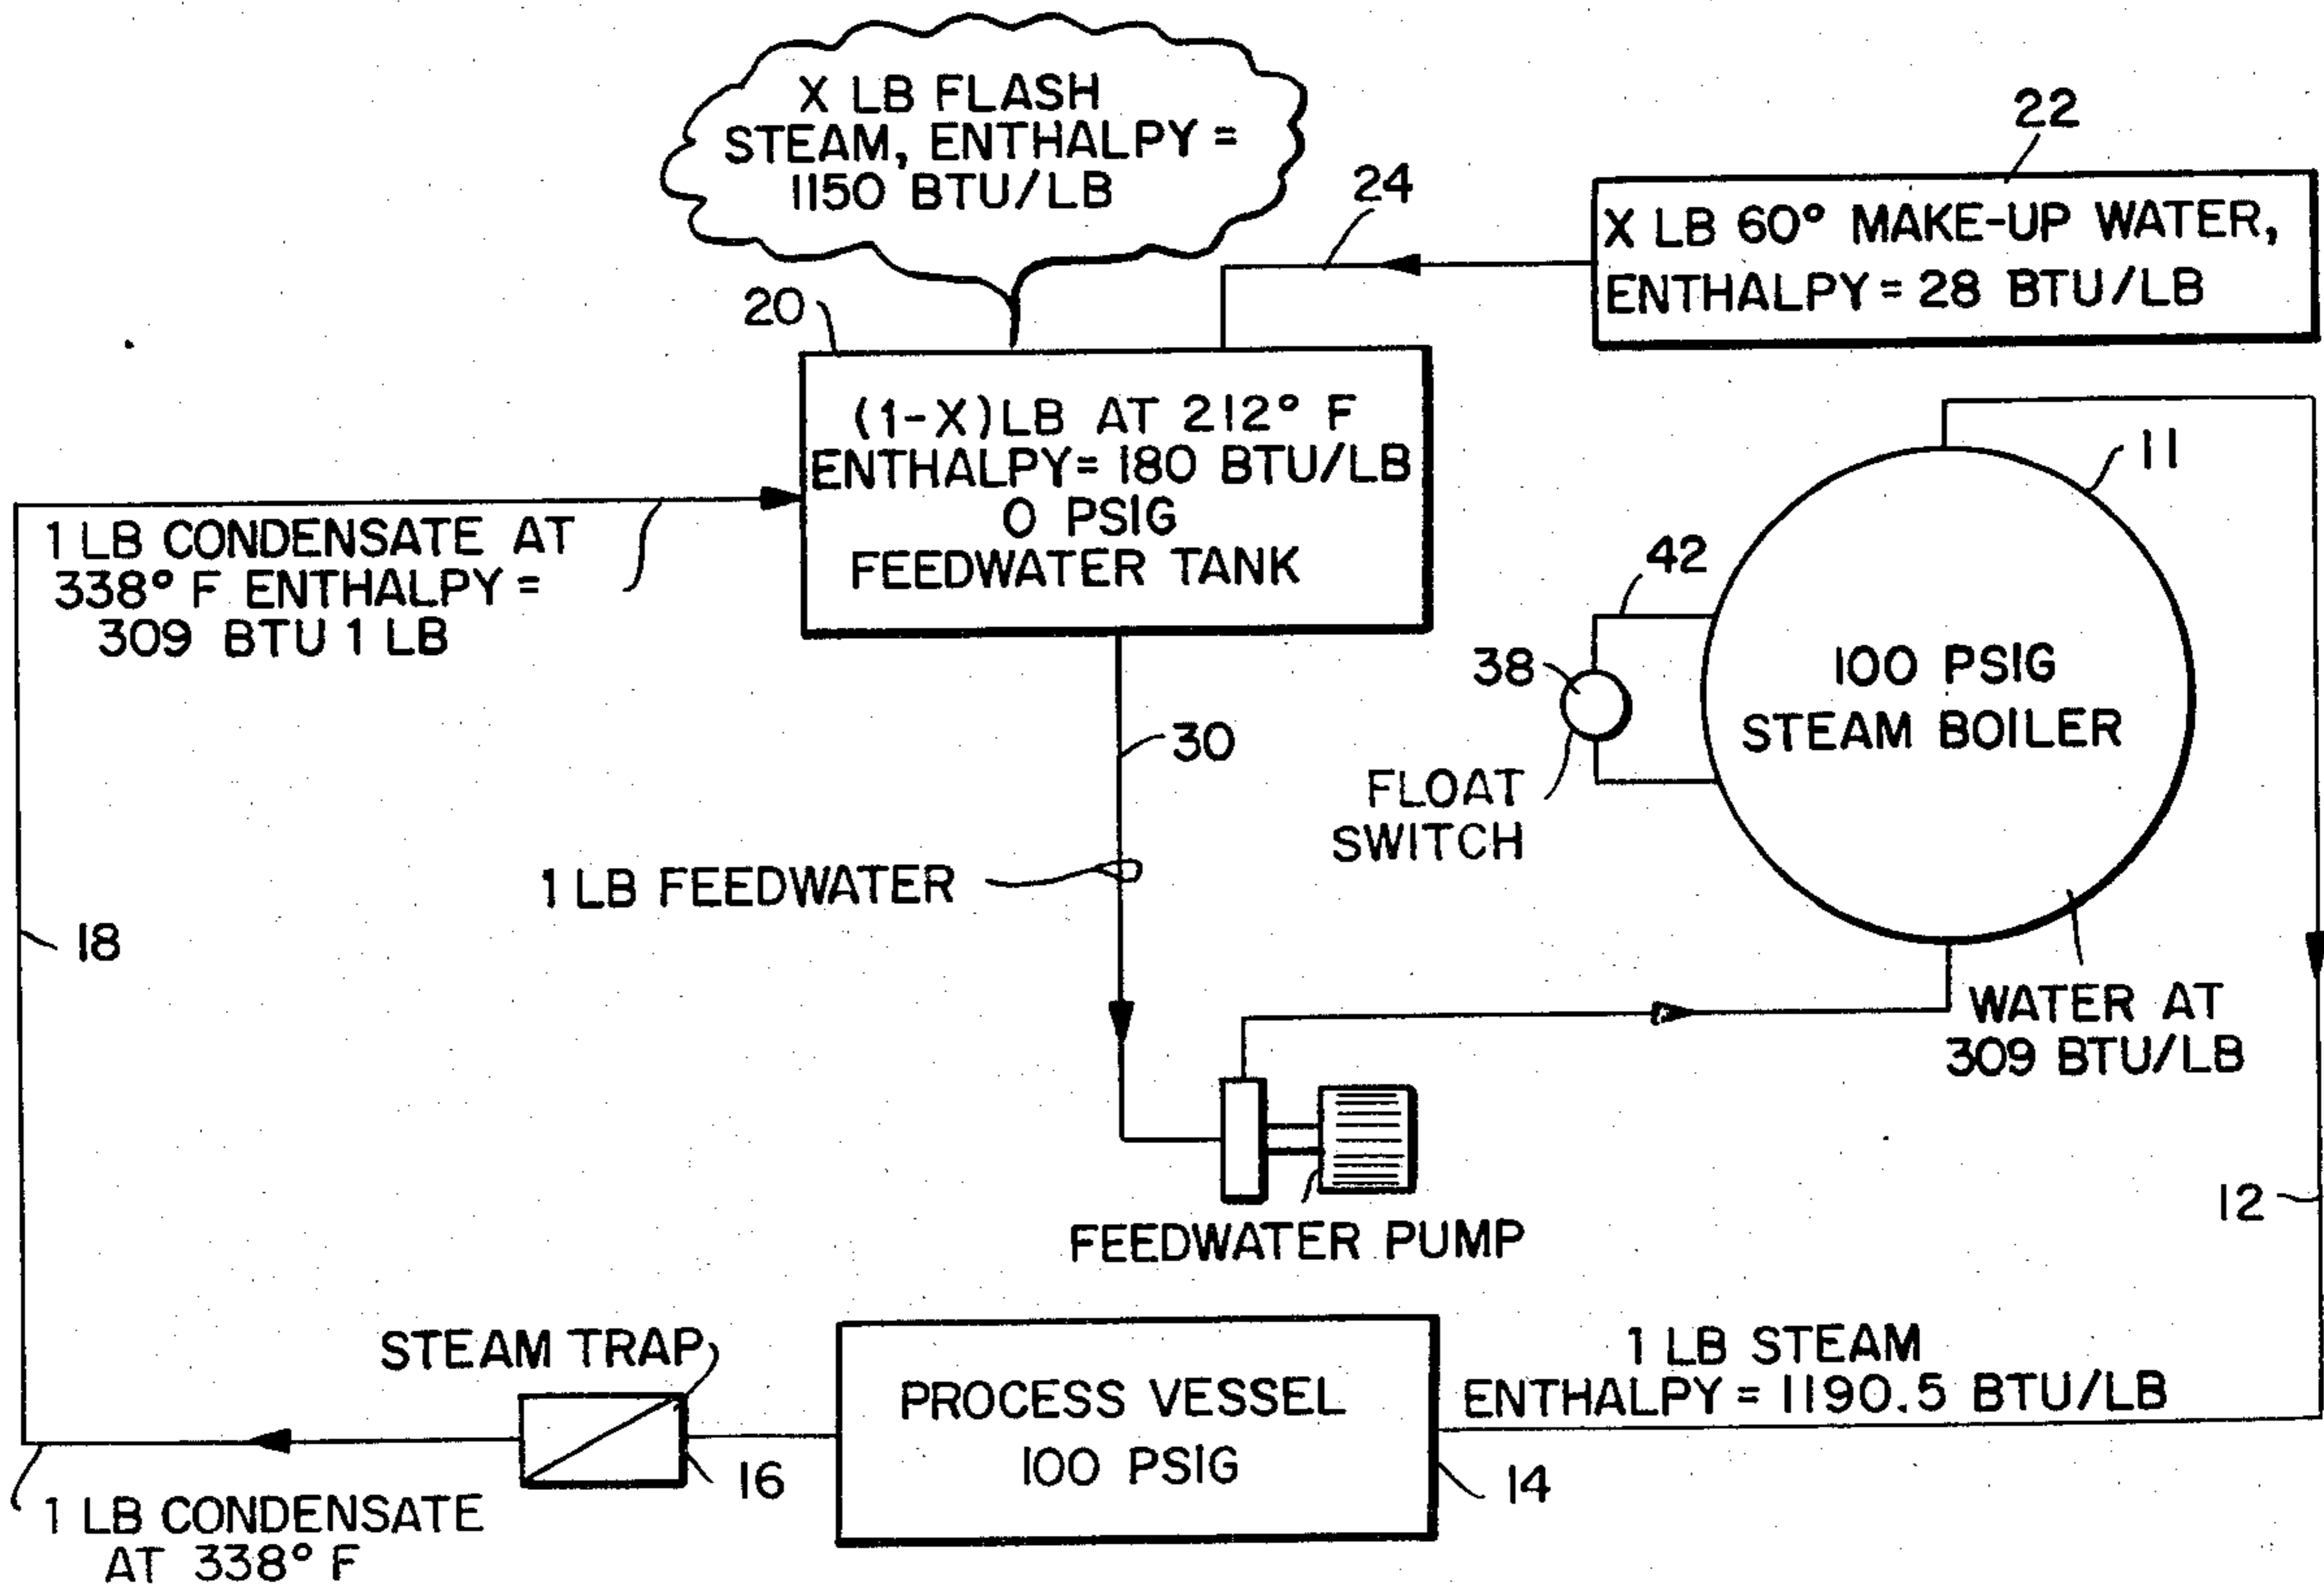 X LB FLASH
STEAM, ENTHALPY =
1150 BTU/LB
22
24
X LB 60° MAKE-UP WATER,
ENTHALPY = 28 BTU/LB
20
(1-X) LB AT 212° F
ENTHALPY= 180 BTU/LB
0 PSIG
FEEDWATER TANK
11
1 LB CONDENSATE AT
338° F ENTHALPY =
309 BTU 1 LB
42
38
100 PSIG
STEAM BOILER
30
FLOAT
SWITCH
1 LB FEEDWATER
18
WATER AT
309 BTU/LB
12
FEEDWATER PUMP
STEAM TRAP
1 LB STEAM
ENTHALPY = 1190.5 BTU/LB
PROCESS VESSEL
100 PSIG
16
14
1 LB CONDENSATE
AT 338° F